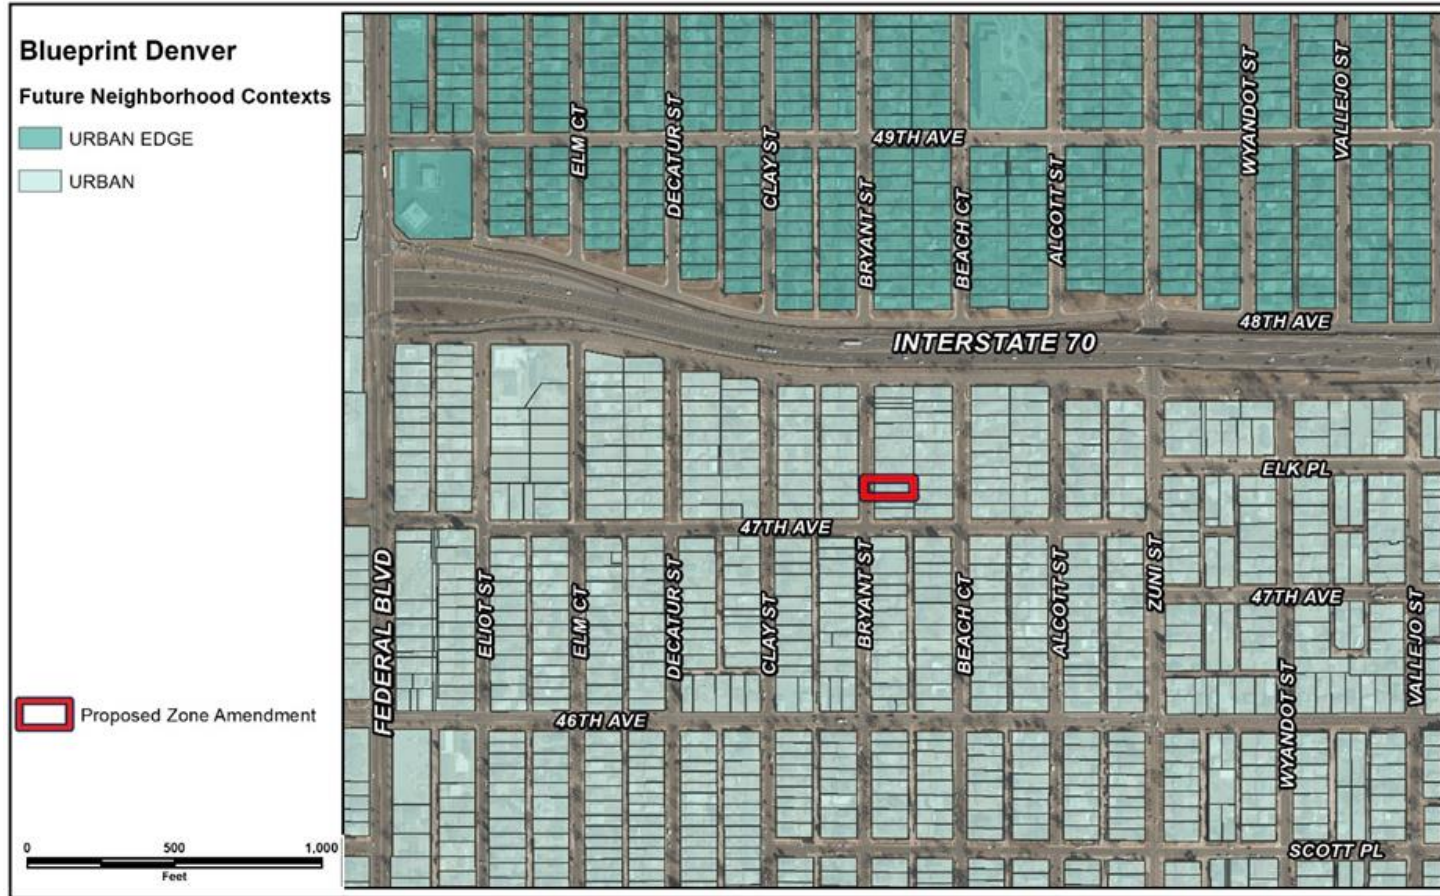 Blueprint Denver
Future Neighborhood Contexts
URBAN EDGE
URBAN
Proposed Zone Amendment
0 500 1,000
Feet
WYANDOT ST
VALLEJO ST
ELM CT
DECATUR ST
CLAY ST
49TH AVE
BRYANT ST
BEACH CT
ALCOTT ST
48TH AVE
INTERSTATE 70
ELK PL
47TH AVE
FEDERAL BLVD
ELIOT ST
ELM CT
DECATUR ST
CLAY ST
BRYANT ST
BEACH CT
ALCOTT ST
ZUNI ST
47TH AVE
VALLEJO ST
WYANDOT ST
46TH AVE
SCOTT PL